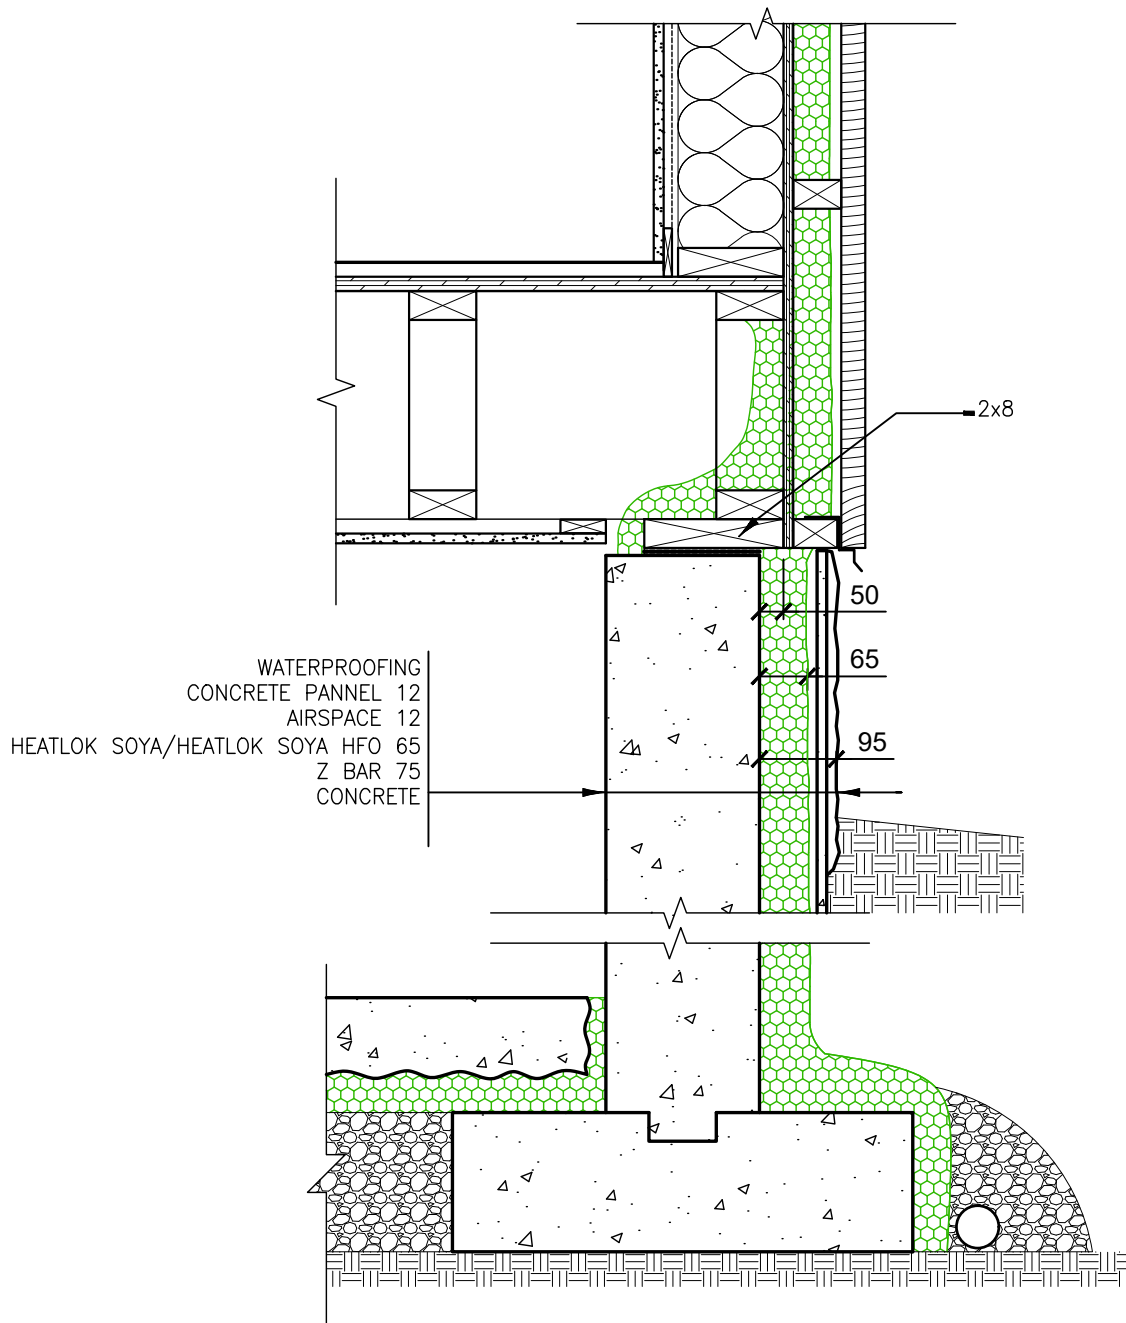 2x8
50
65
WATERPROOFING
CONCRETE PANNEL 12
AIRSPACE 12
HEATLOK SOYA/HEATLOK SOYA HFO 65
95
Z BAR 75
CONCRETE